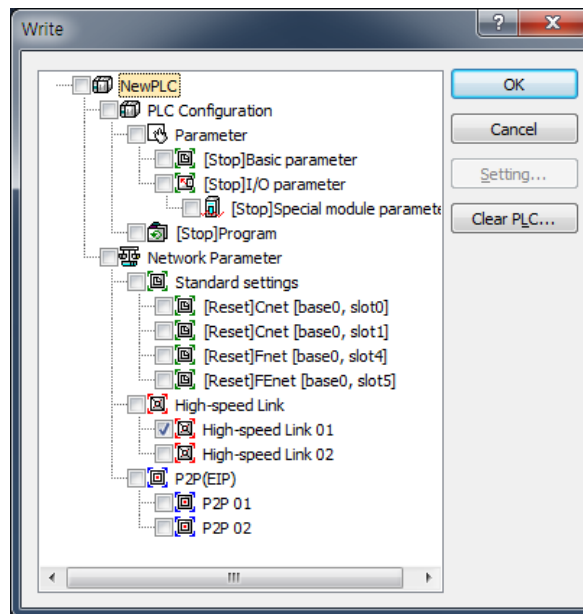 Write
?
NewPLC
PLC Configuration
Parameter
[Stop]Basic parameter
[Stop]I/O parameter
[Stop]Special module paramete
[Stop]Program
Network Parameter
Standard settings
[Reset]Cnet [base0, slot0]
[Reset]Cnet [base0, slot1]
[Reset]Fnet [base0, slot4]
[Reset]FEnet [base0, slot5]
High-speed Link
High-speed Link 01
High-speed Link 02
P2P(EIP)
P2P 01
P2P 02
OK
Cancel
Setting...
Clear PLC...